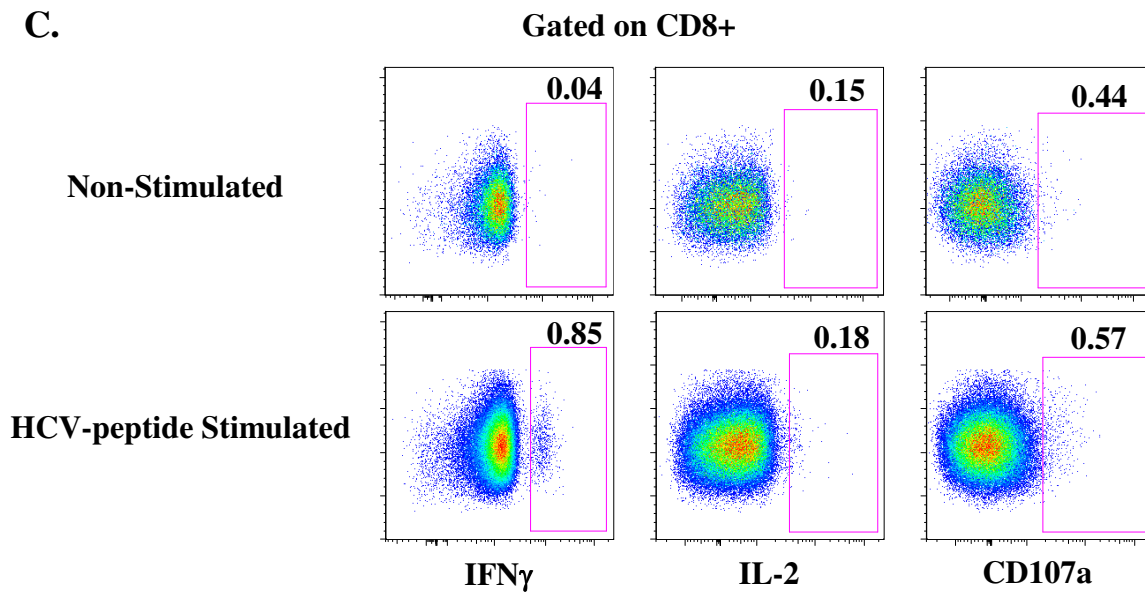 C.
Gated on CD8+
0.04
0.15
0.44
Non-Stimulated
0.85
0.18
0.57
HCV-peptide Stimulated
IFNγ
IL-2
CD107a